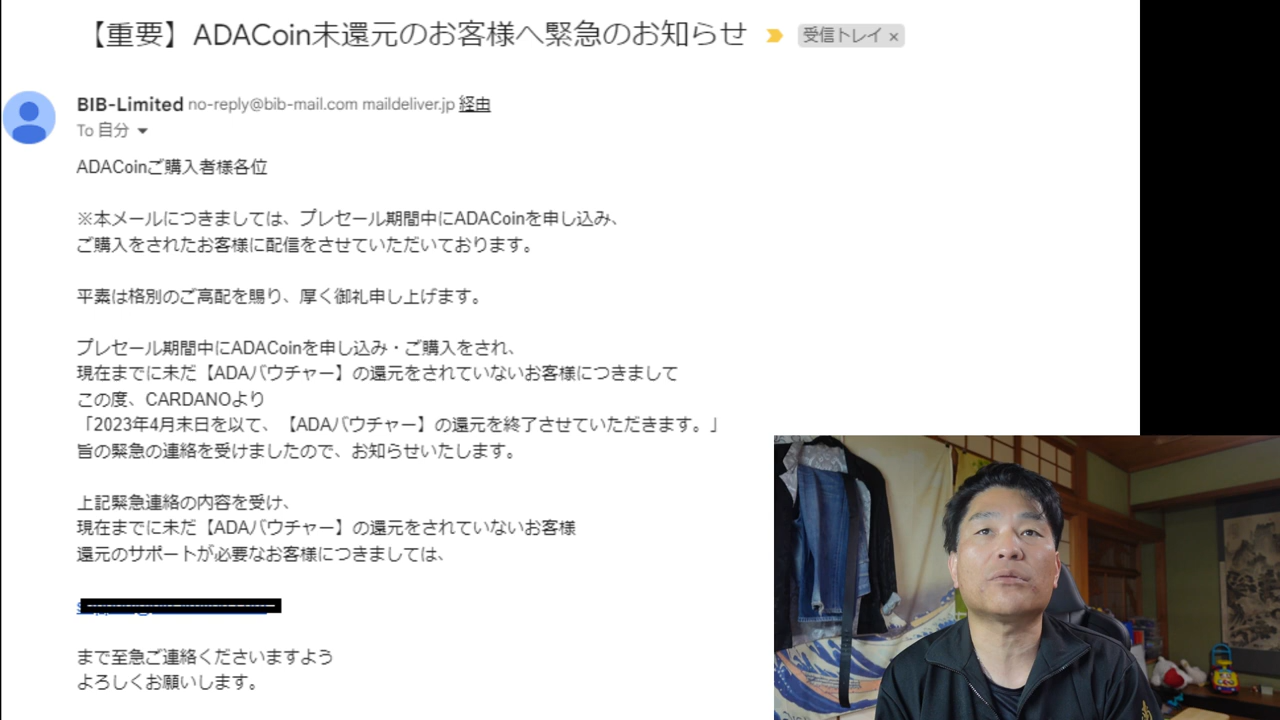 【重要】ADACoin未還元のお客様へ緊急のお知らせ
受信トレイ ×
BIB-Limited no-reply@bib-mail.com maildeliver.jp 経由
To 自分
ADACoinご購入者様各位
※本メールにつきましては、プレセール期間中にADACoinを申し込み、
ご購入をされたお客様に配信をさせていただいております。
平素は格別のご高配を賜り、厚く御礼申し上げます。
プレセール期間中にADACoinを申し込み・ご購入をされ、
現在までに未だ【ADAバウチャー】の還元をされていないお客様につきまして
この度、CARDANOより
「2023年4月末日を以て、【ADAバウチャー】の還元を終了させていただきます。」
旨の緊急の連絡を受けましたので、お知らせいたします。
上記緊急連絡の内容を受け、
現在までに未だ【ADAバウチャー】の還元をされていないお客様
還元のサポートが必要なお客様につきましては、
まで至急ご連絡くださいますよう
よろしくお願いします。